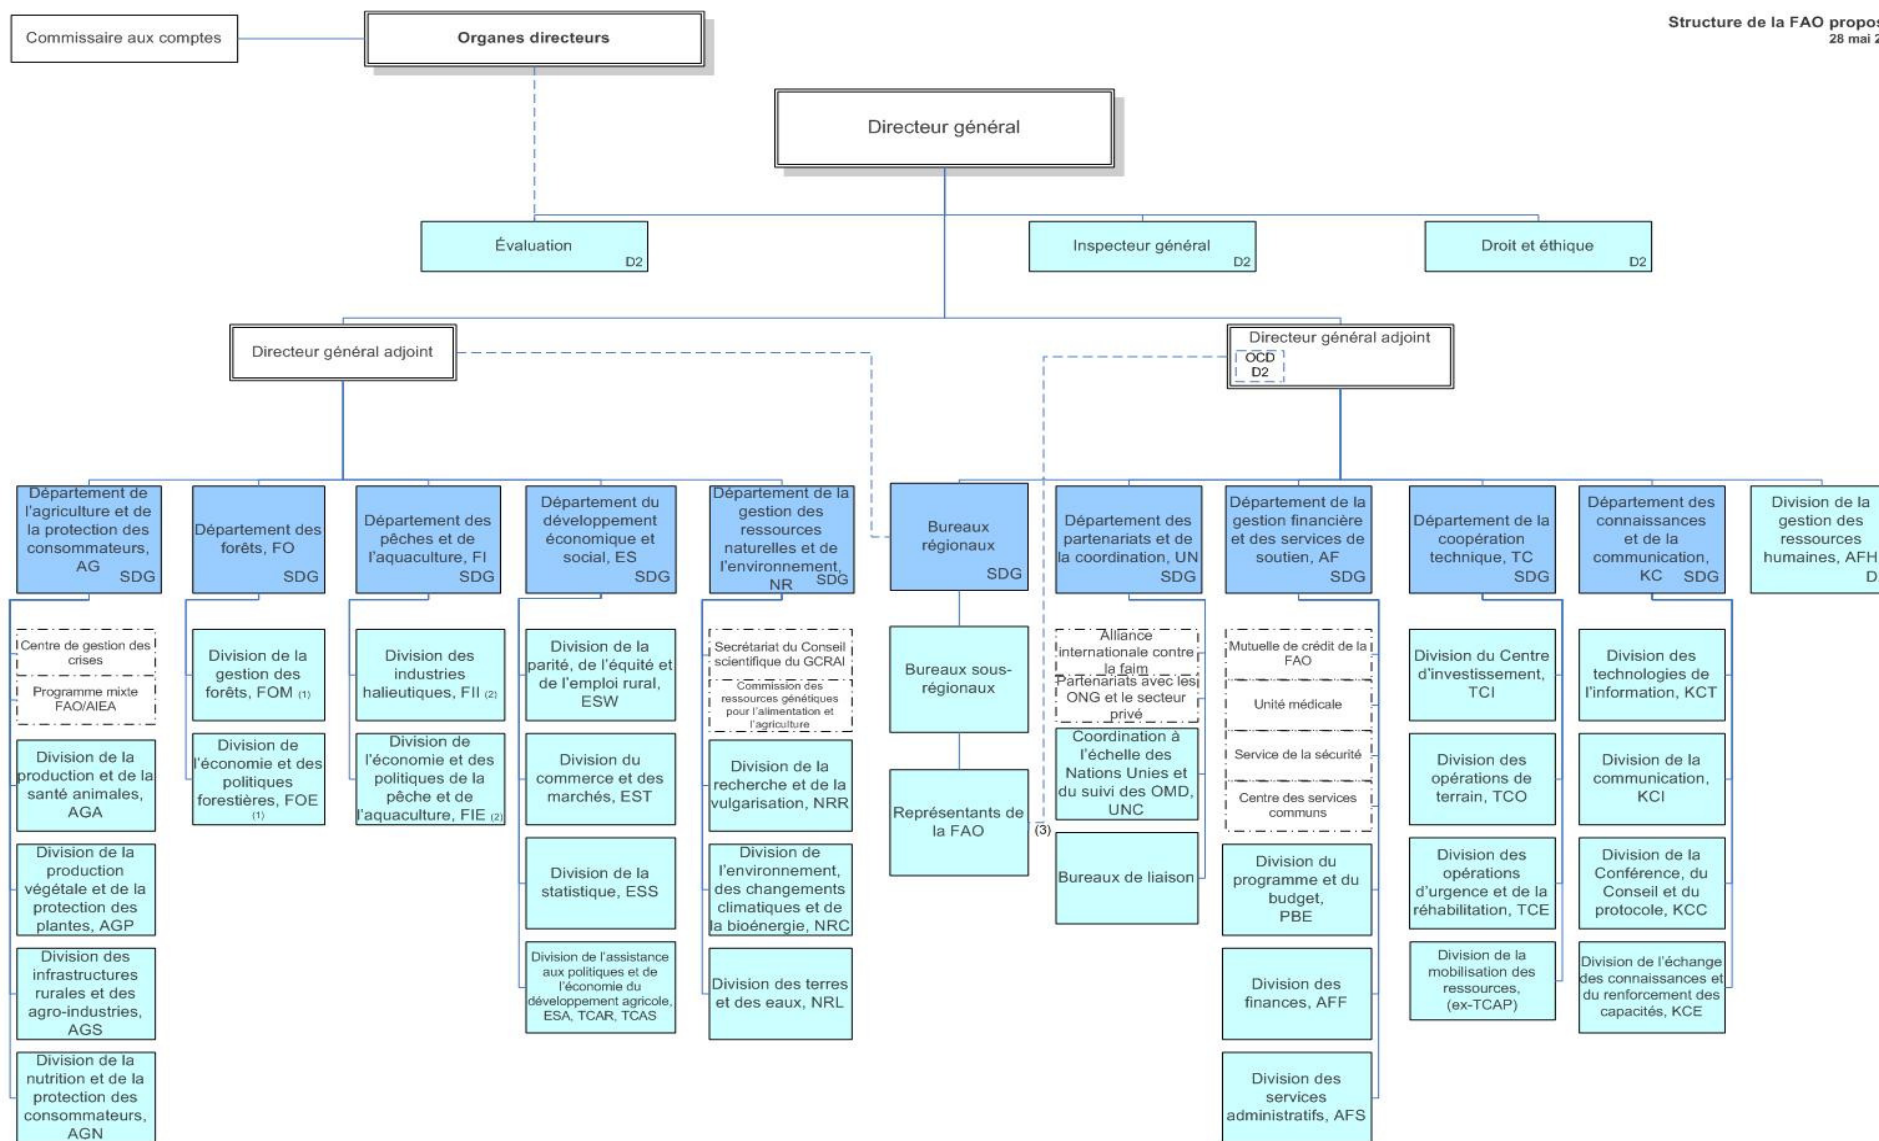 Commissaire aux comptes
Organes directeurs
Structure de la FAO propos
28 mai 2
Directeur général
Évaluation
D2
Inspecteur général
D2
Droit et éthique
D2
Directeur général adjoint
Directeur général adjoint
OCD
D2
Département de
l'agriculture et de
la protection des
consommateurs,
AG
SDG
Département des
forêts, FO
SDG
Département des
pêches et de
l'aquaculture, FI
SDG
Département du
développement
économique et
social, ES
SDG
Département de la
gestion des
ressources
naturelles et de
l'environnement,
NR
SDG
Bureaux
régionaux
SDG
Département des
partenariats et de
la coordination, UN
SDG
Département de la
gestion financière
et des services de
soutien, AF
SDG
Département de la
coopération
technique, TC
SDG
Département des
connaissances
et de la
communication,
KC
SDG
Division de la
gestion des
ressources
humaines, AFH
D
Centre de gestion des
crises
Programme mixte
FAO/AIEA
Division de la
production et de la
santé animales,
AGA
Division de la
production
végétale et de la
protection des
plantes, AGP
Division des
infrastructures
rurales et des
agro-industries,
AGS
Division de la
nutrition et de la
protection des
consommateurs,
AGN
Division de la
gestion des
forêts, FOM (1)
Division de
l'économie et des
politiques
forestières, FOE
(1)
Division des
industries
halieutiques, FII (2)
Division de
l'économie et des
politiques de la
pêche et de
l'aquaculture, FIE (2)
Division de la
parité, de l'équité et
de l'emploi rural,
ESW
Division du
commerce et des
marchés, EST
Division de la
statistique, ESS
Division de l'assistance
aux politiques et de
l'économie du
développement agricole,
ESA, TCAR, TCAS
Secrétariat du Conseil
scientifique du GCRAI
Commission des
ressources génétiques
pour l'alimentation et
l'agriculture
Division de la
recherche et de la
vulgarisation, NRR
Division de
l'environnement,
des changements
climatiques et de
la bioénergie, NRC
Division des terres
et des eaux, NRL
Bureaux sous-
régionaux
Représentants de
la FAO
(3)
Alliance
internationale contre
la faim
Partenariats avec les
ONG et le secteur
privé
Coordination à
l'échelle des
Nations Unies et
du suivi des OMD,
UNC
Bureaux de liaison
Mutuelle de crédit de la
FAO
Unité médicale
Service de la sécurité
Centre des services
communs
Division du
programme et du
budget,
PBE
Division des
finances, AFF
Division des
services
administratifs, AFS
Division du Centre
d'investissement,
TCI
Division des
opérations de
terrain, TCO
Division des
opérations
d'urgence et de la
réhabilitation, TCE
Division de la
mobilisation des
ressources,
(ex-TCAP)
Division des
technologies de
l'information, KCT
Division de la
communication,
KCI
Division de la
Conférence, du
Conseil et du
protocole, KCC
Division de l'échange
des connaissances et
du renforcement des
capacités, KCE